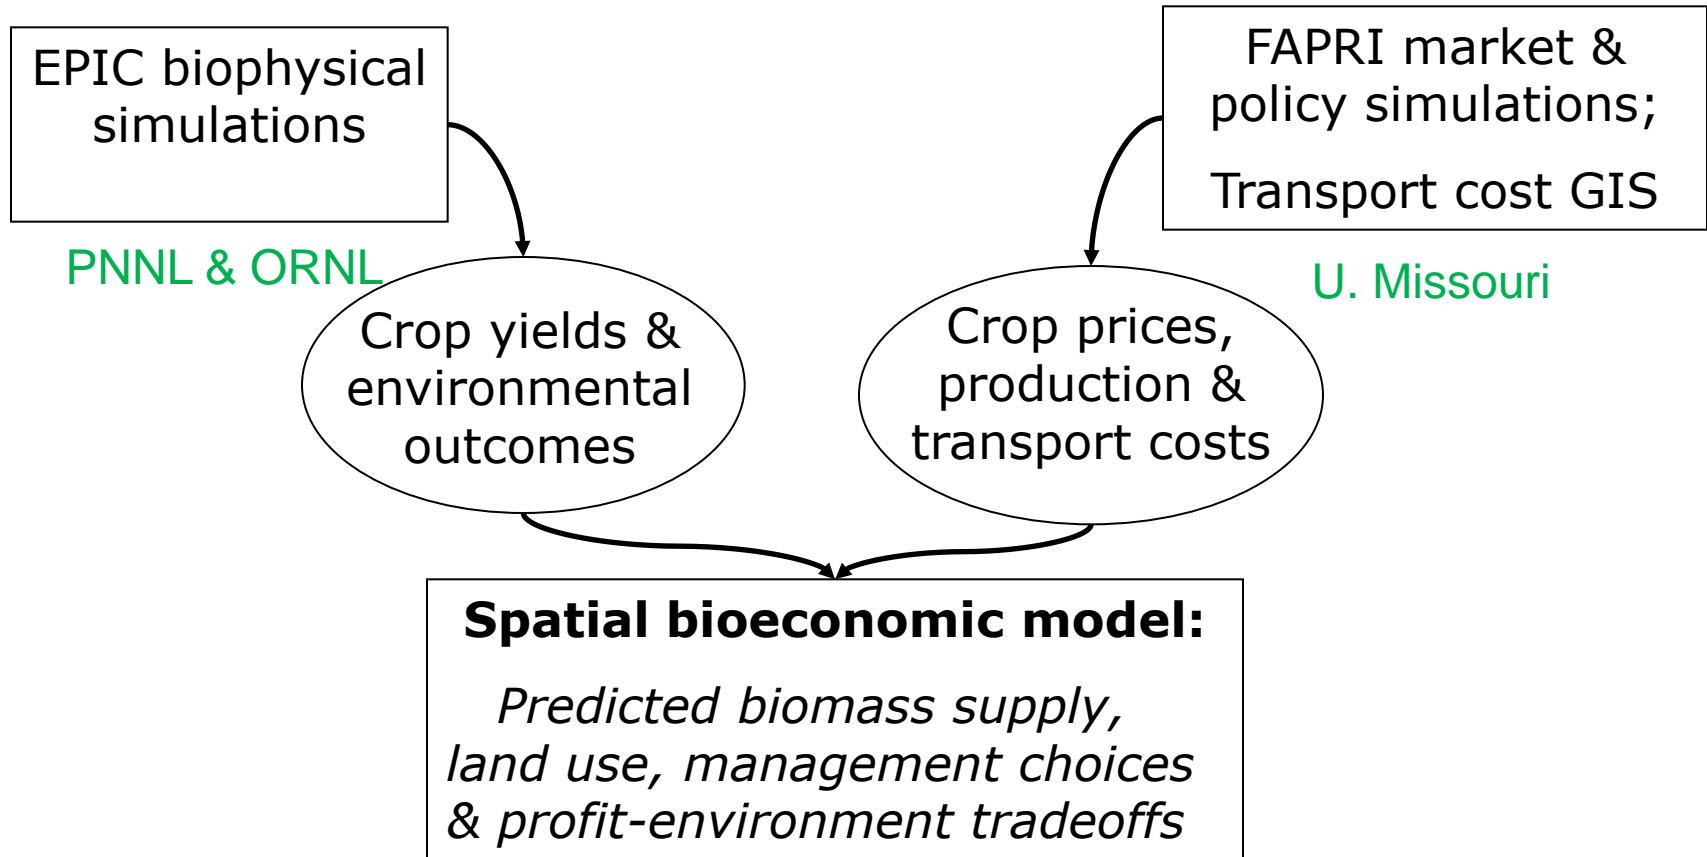 EPIC biophysical
simulations
PNNL & ORNL
FAPRI market &
policy simulations;
Transport cost GIS
U. Missouri
Crop yields &
environmental
outcomes
Crop prices,
production &
transport costs
Spatial bioeconomic model:
Predicted biomass supply,
land use, management choices
& profit-environment tradeoffs